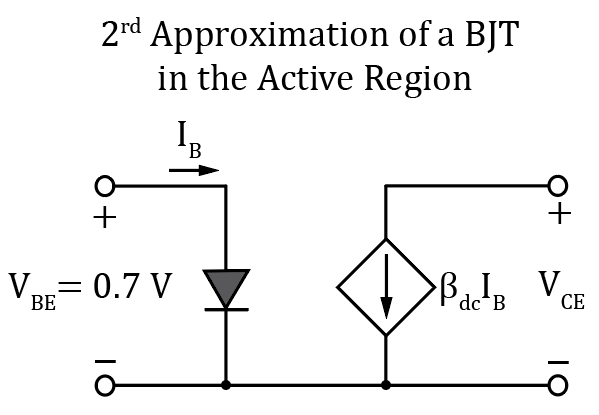 2rd Approximation of a BJT
in the Active Region
IB
+
+
VBE= 0.7 V
βdcIB
VCE
−
−